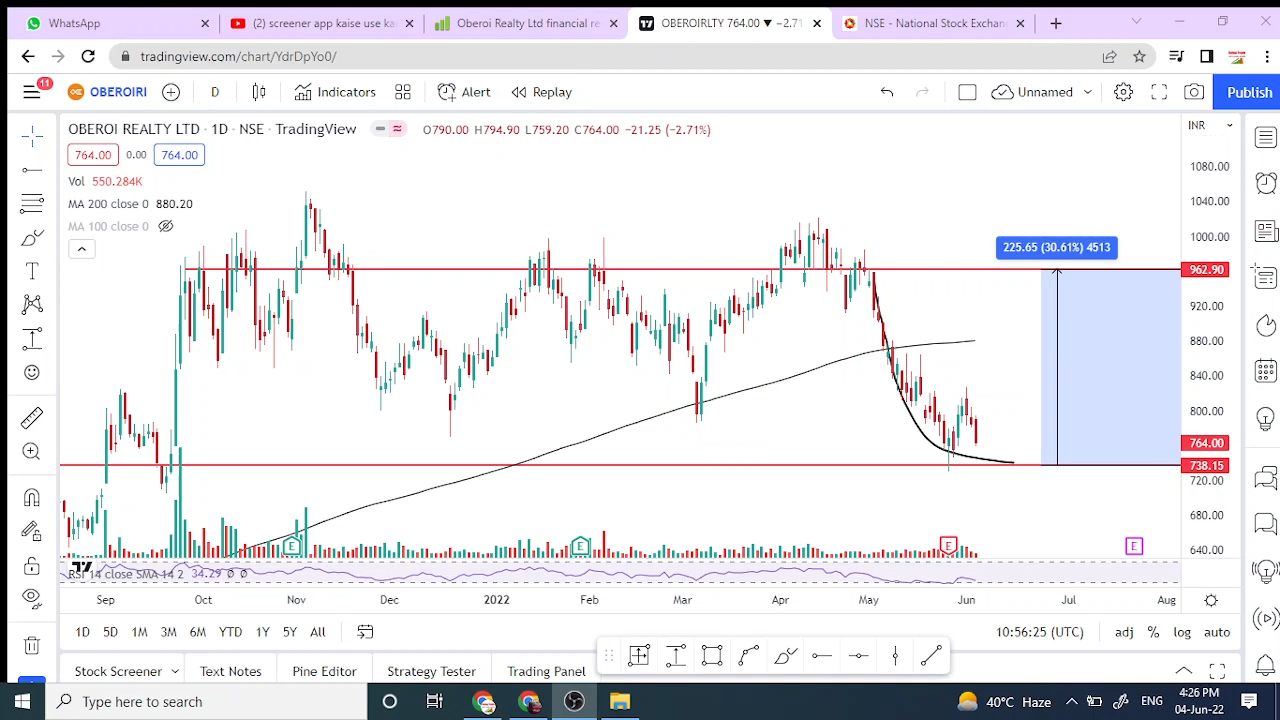 WhatsApp
(2) screener app kaise use ka
Oberoi Realty Ltd financial re
OBEROIRLTY 764.00 ▼ −2.71
NSE - National Stock Exchan
tradingview.com/chart/YdrDpYo0/
11
OBEROIRI
D
Indicators
Alert
Replay
Unnamed
Publish
OBEROI REALTY LTD · 1D · NSE · TradingView
O790.00 H794.90 L759.20 C764.00 −21.25 (−2.71%)
INR
764.00 0.00 764.00
Vol 550.284K
MA 200 close 0 880.20
MA 100 close 0
1080.00
1040.00
1000.00
225.65 (30.61%) 4513
962.90
920.00
880.00
840.00
800.00
764.00
738.15
720.00
680.00
640.00
E
E
E
E
RSI 14 close SMA 14 2 34.29 Ø Ø
Sep Oct Nov Dec 2022 Feb Mar Apr May Jun Jul Aug
1D 5D 1M 3M 6M YTD 1Y 5Y All
10:56:25 (UTC) adj % log auto
Stock Screener Text Notes Pine Editor Strategy Tester Trading Panel
Type here to search
40°C Haze
ENG
4:26 PM
04-Jun-22